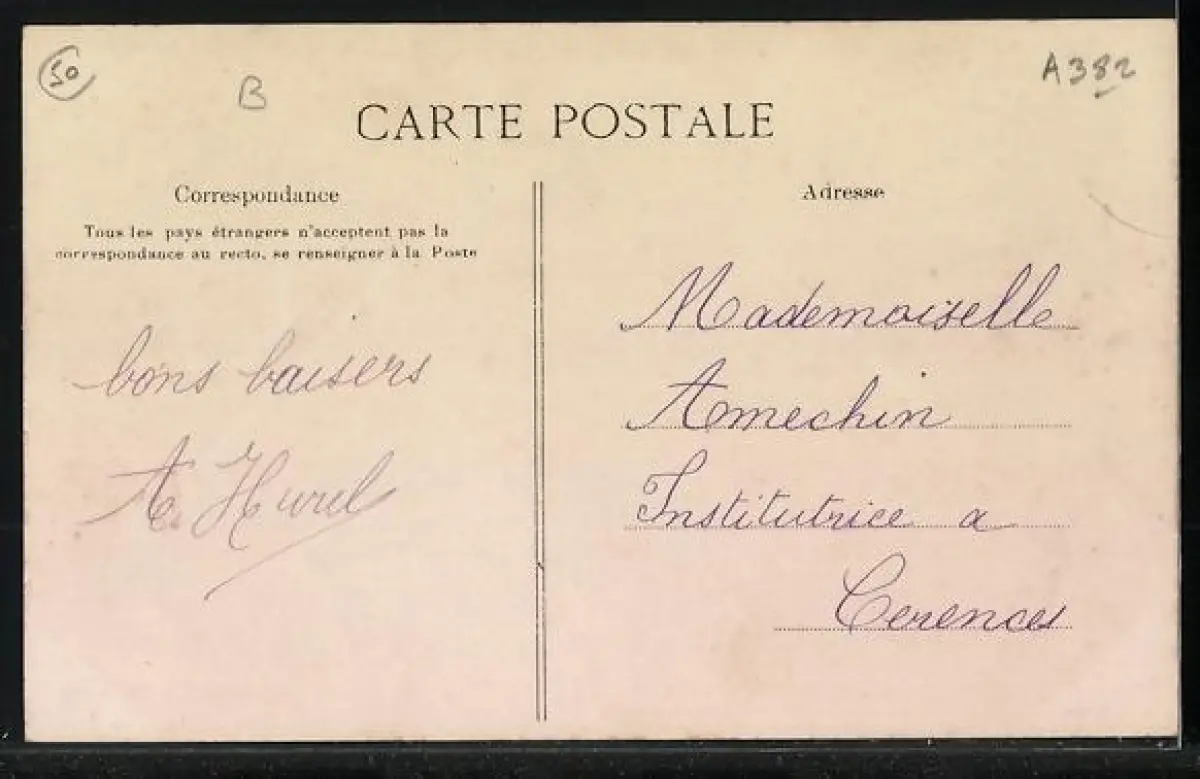 50
B
A382
CARTE POSTALE
Correspondance
Tous les pays étrangers n'acceptent pas la
correspondance au recto, se renseigner à la Poste
bons baisers
A. Hurel
Adresse
Mademoiselle
Amechin
Institutrice a
Cerences